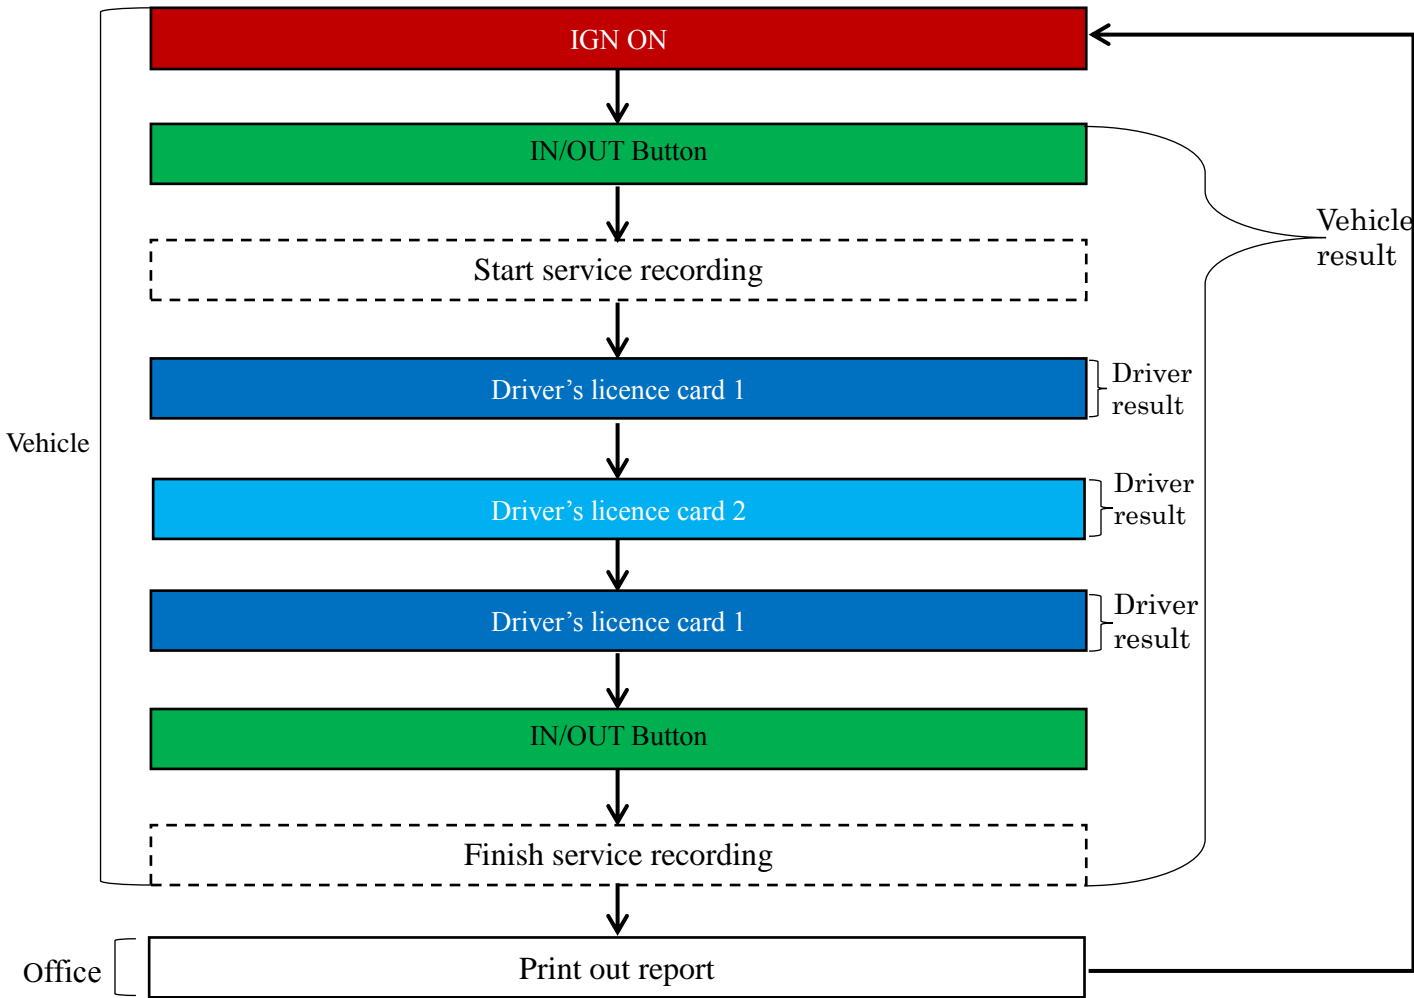 IGN ON
IN/OUT Button
Vehicle
result
Start service recording
Driver’s licence card 1
Driver
result
Vehicle
Driver’s licence card 2
Driver
result
Driver’s licence card 1
Driver
result
IN/OUT Button
Finish service recording
Office
Print out report